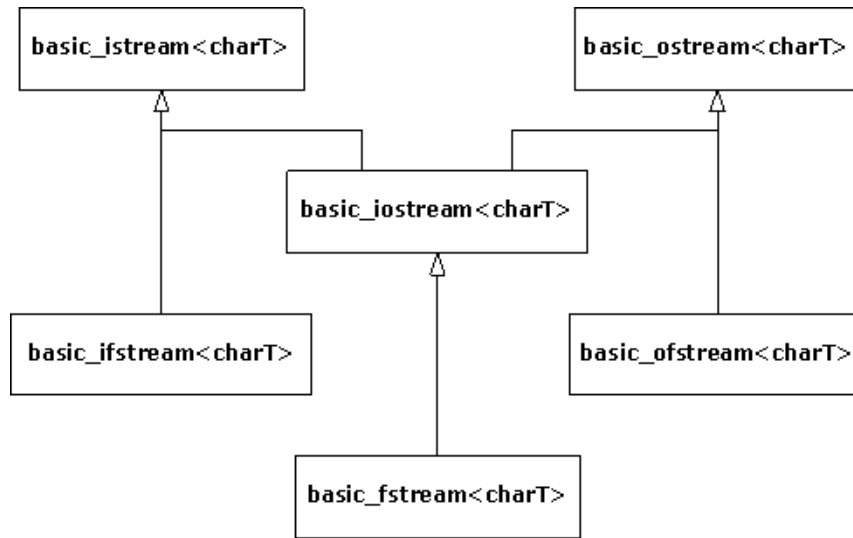 basic_istream<charT>
basic_ostream<charT>
basic_iostream<charT>
basic_ifstream<charT>
basic_ofstream<charT>
basic_fstream<charT>